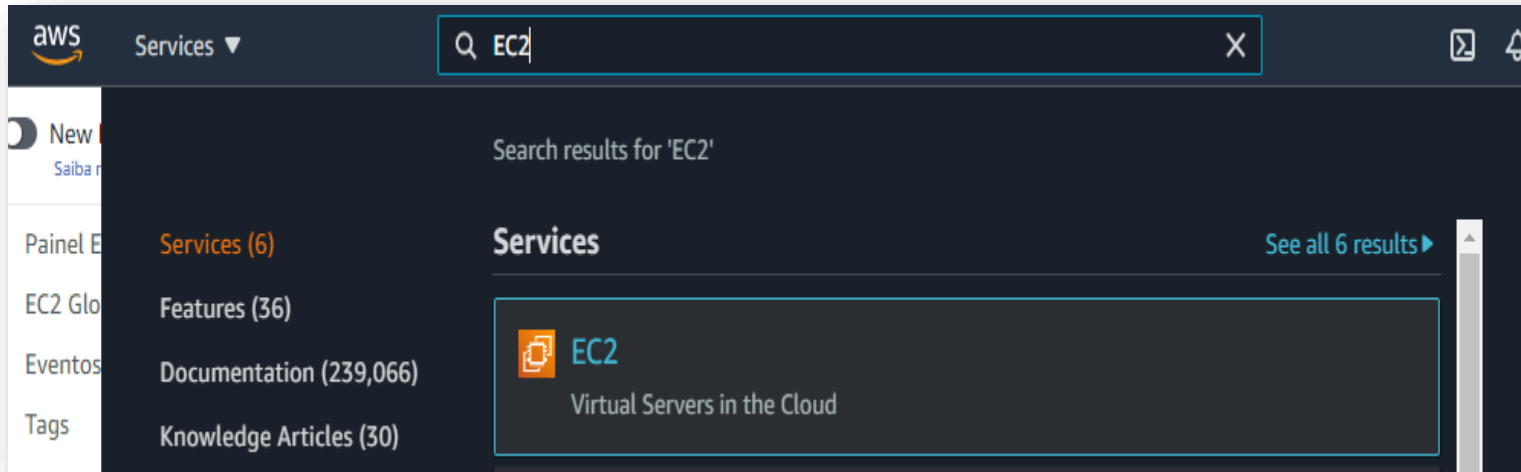 aws
Services ▼
EC2
New
Saiba
Search results for 'EC2'
Painel E
EC2 Glo
Eventos
Tags
Services (6)
Features (36)
Documentation (239,066)
Knowledge Articles (30)
Services
See all 6 results
EC2
Virtual Servers in the Cloud